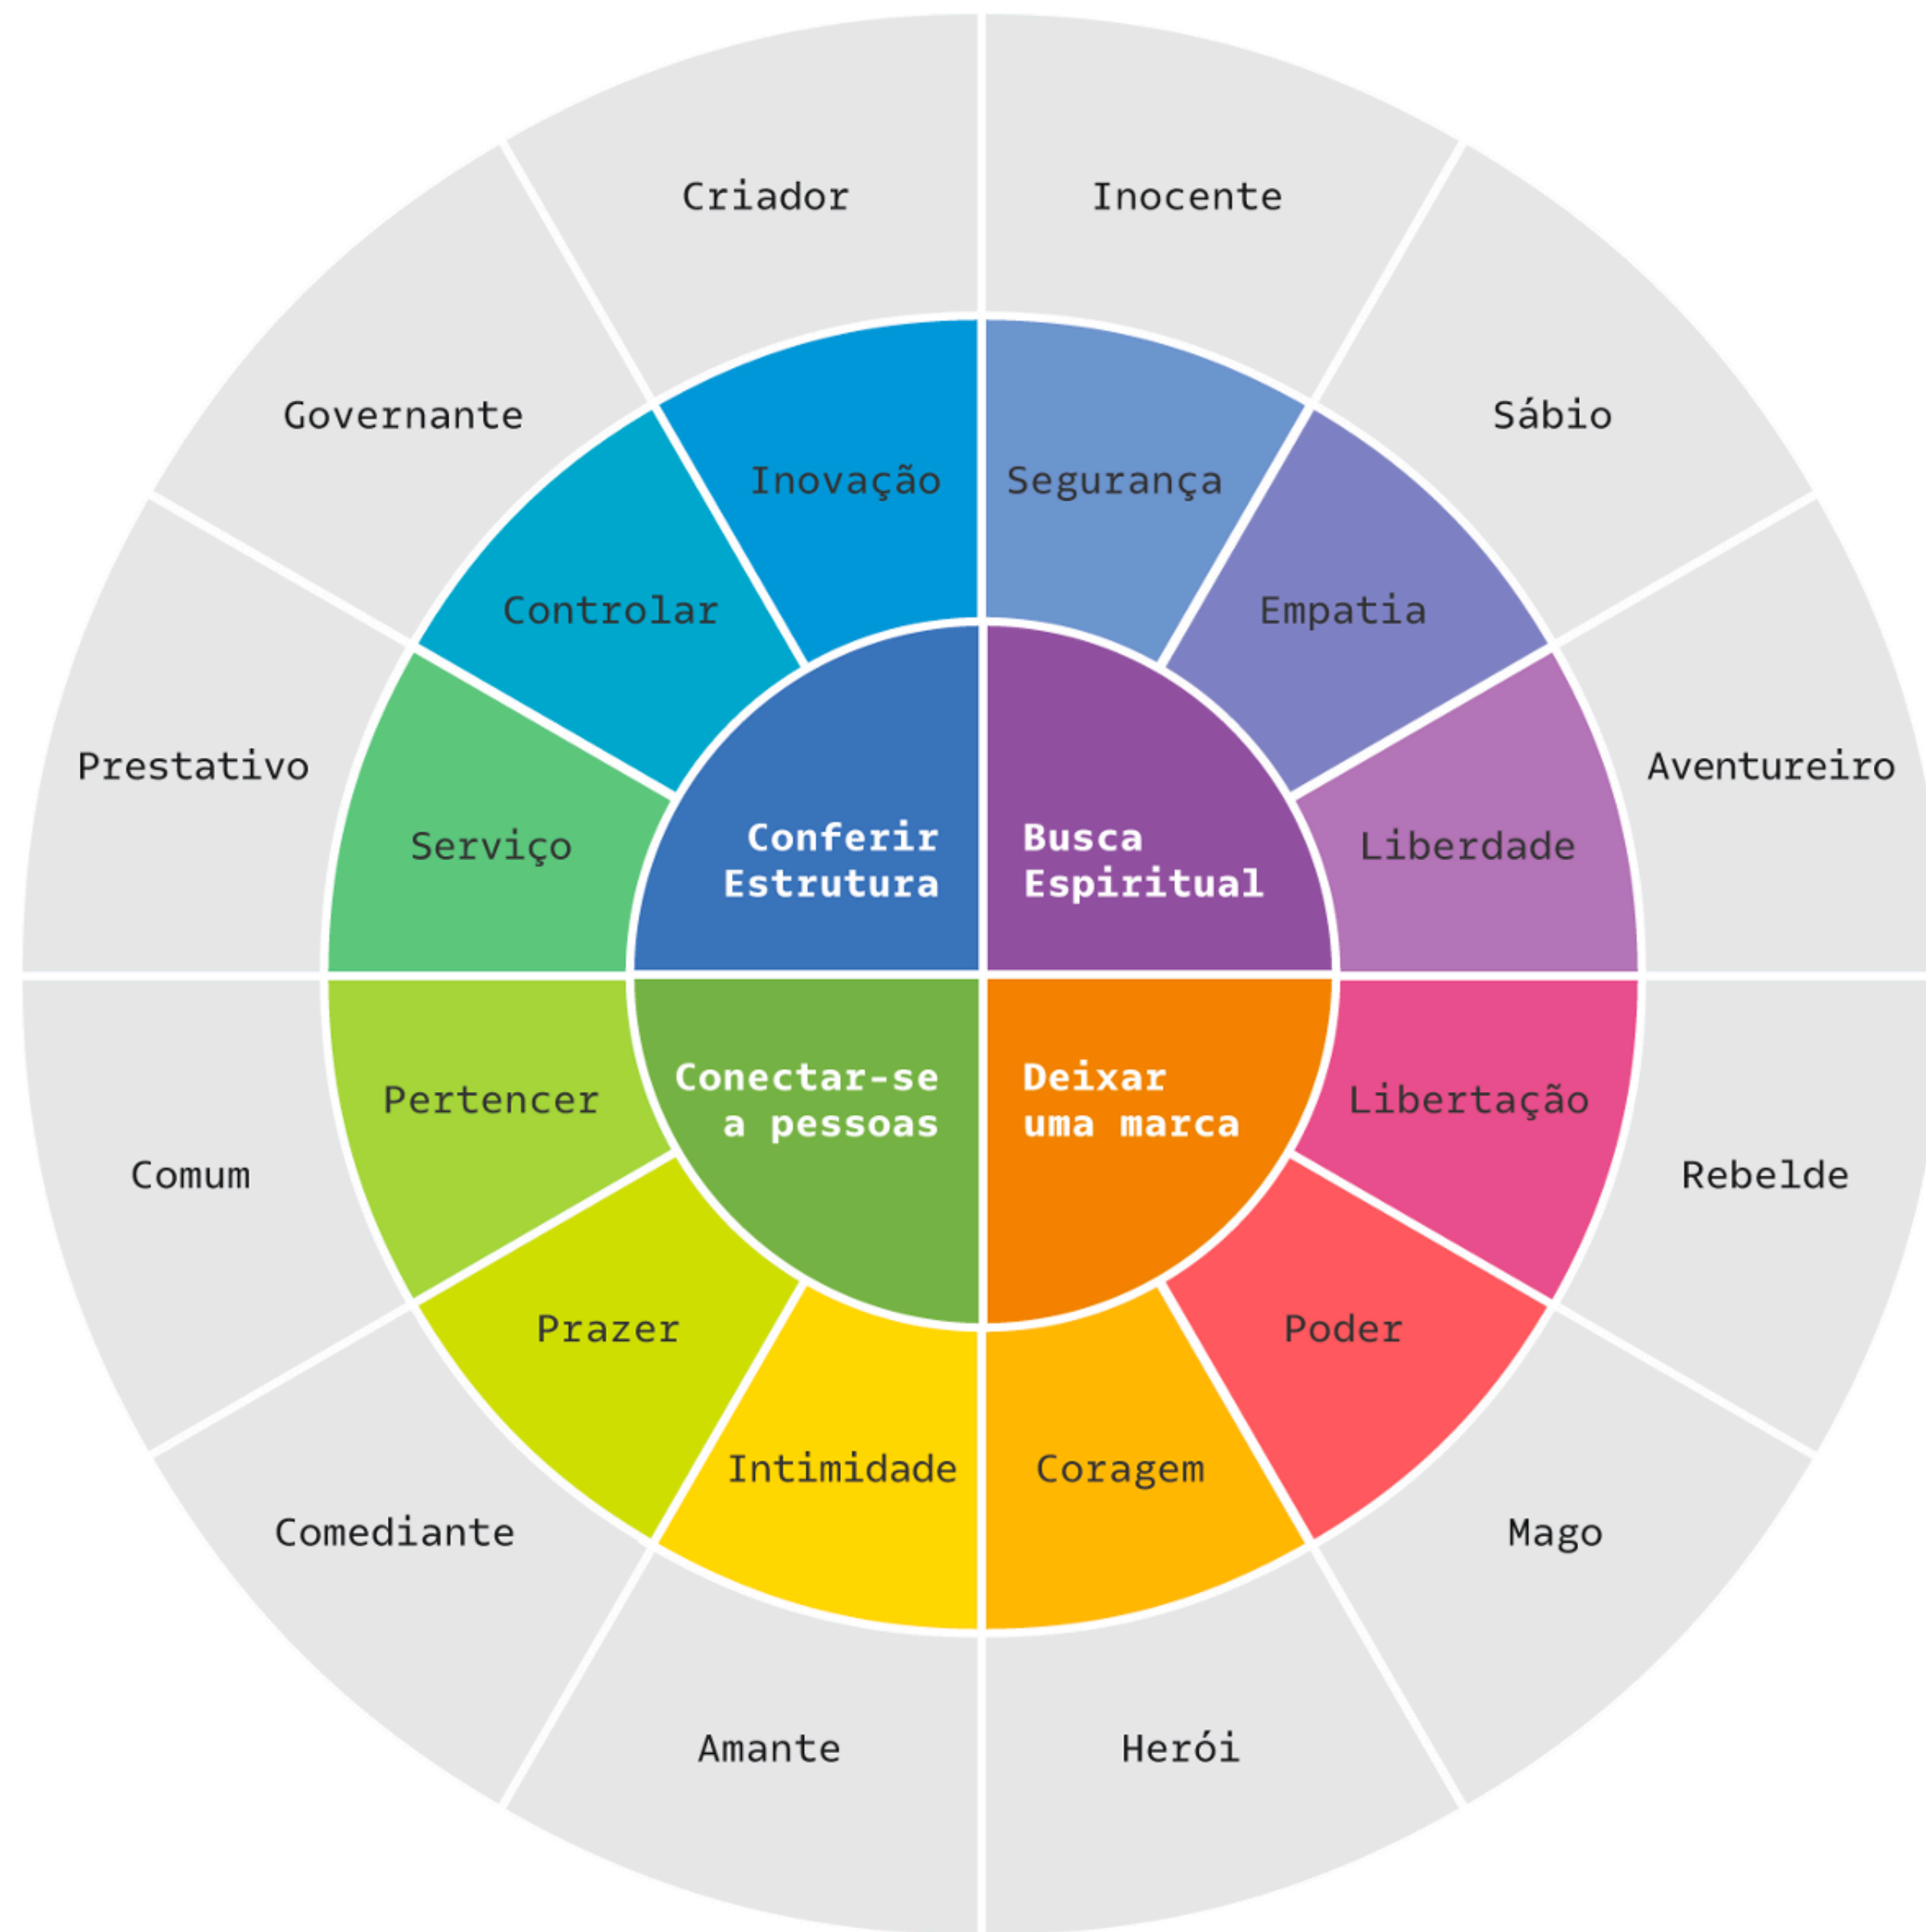 Criador
Inocente
Governante
Sábio
Inovação
Segurança
Controlar
Empatia
Prestativo
Aventureiro
Serviço
Liberdade
Conferir
Estrutura
Busca
Espiritual
Conectar-se
a pessoas
Deixar
uma marca
Pertencer
Libertação
Comum
Rebelde
Prazer
Poder
Intimidade
Coragem
Comediante
Mago
Amante
Herói